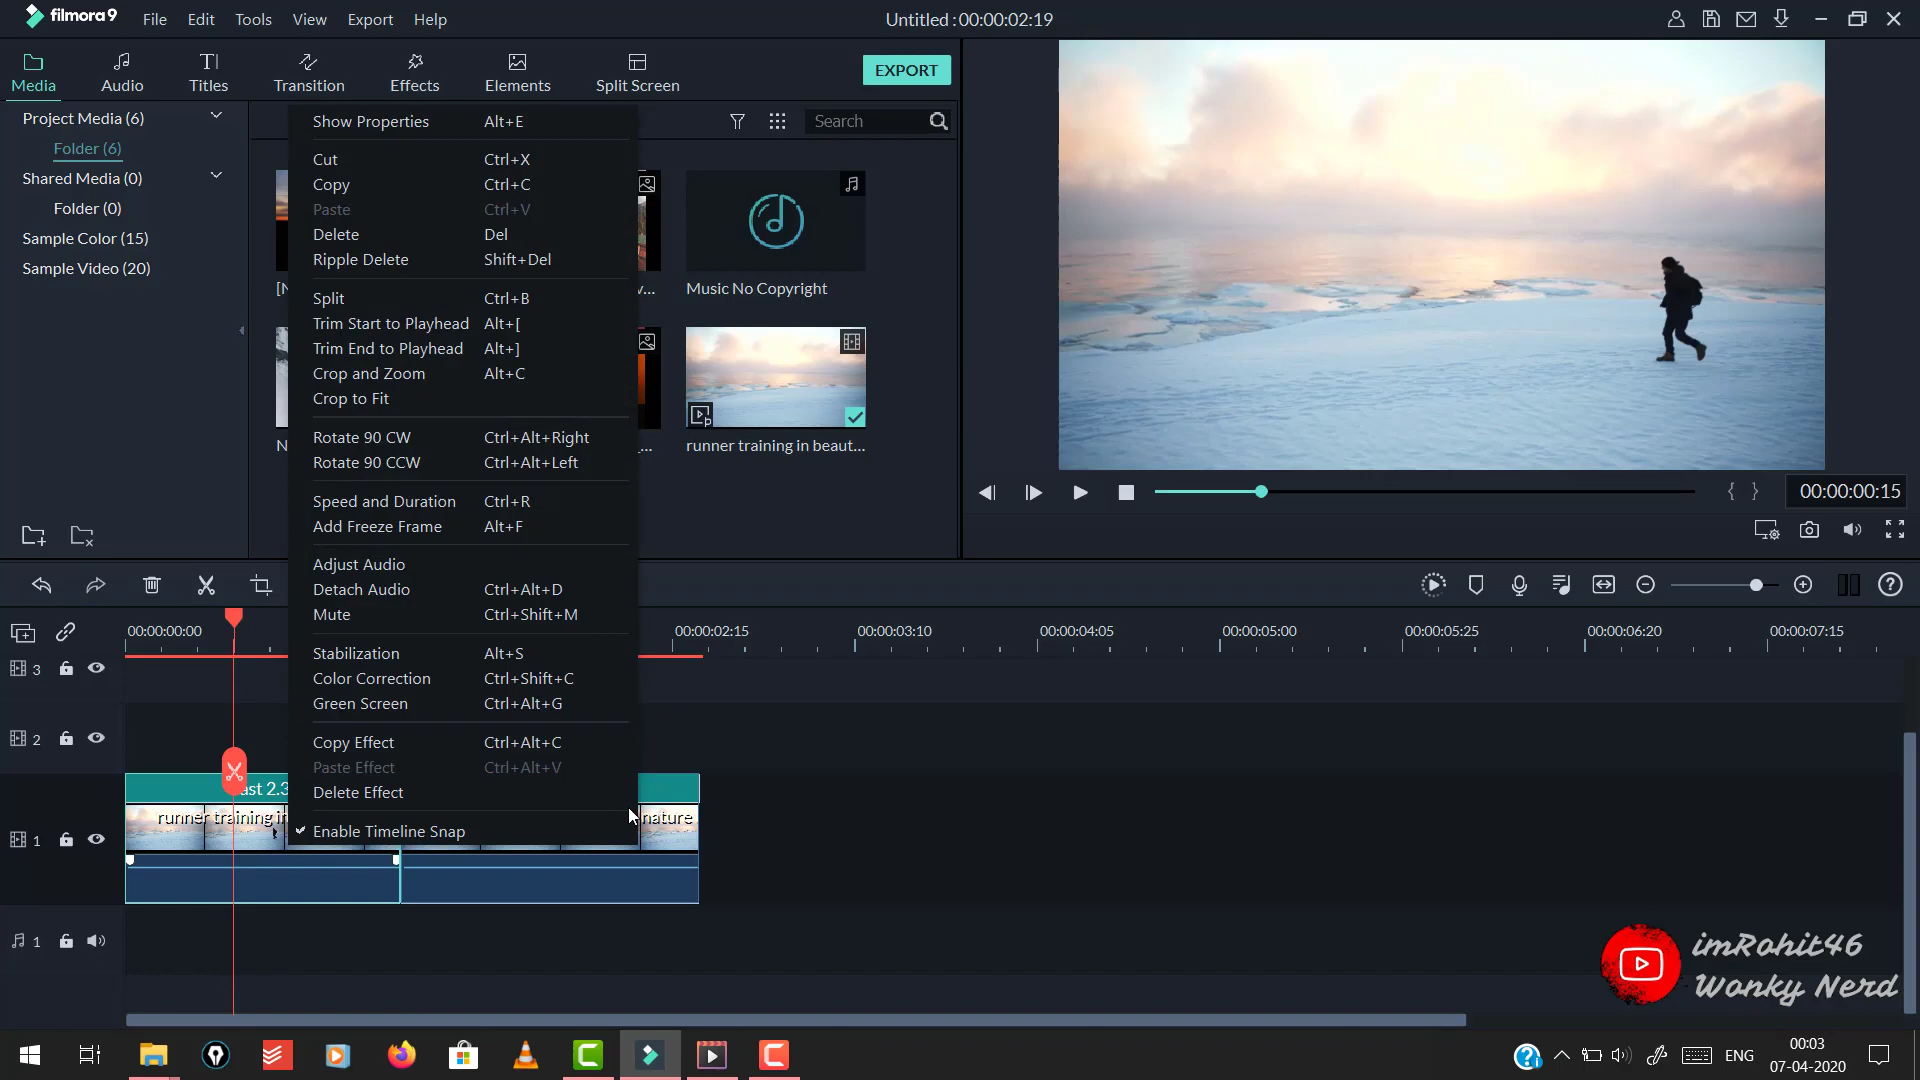 filmora9
File Edit Tools View Export Help
Untitled : 00:00:02:19
Media Audio Titles Transition Effects Elements Split Screen
EXPORT
Project Media (6)
Folder (6)
Shared Media (0)
Folder (0)
Sample Color (15)
Sample Video (20)
Search
Music No Copyright
runner training in beaut...
Show Properties Alt+E
Cut Ctrl+X
Copy Ctrl+C
Paste Ctrl+V
Delete Del
Ripple Delete Shift+Del
Split Ctrl+B
Trim Start to Playhead Alt+[
Trim End to Playhead Alt+]
Crop and Zoom Alt+C
Crop to Fit
Rotate 90 CW Ctrl+Alt+Right
Rotate 90 CCW Ctrl+Alt+Left
Speed and Duration Ctrl+R
Add Freeze Frame Alt+F
Adjust Audio
Detach Audio Ctrl+Alt+D
Mute Ctrl+Shift+M
Stabilization Alt+S
Color Correction Ctrl+Shift+C
Green Screen Ctrl+Alt+G
Copy Effect Ctrl+Alt+C
Paste Effect Ctrl+Alt+V
Delete Effect
Enable Timeline Snap
00:00:00:15
00:00:00:00 00:00:02:15 00:00:03:10 00:00:04:05 00:00:05:00 00:00:05:25 00:00:06:20 00:00:07:15
3
2
ast 2.3
runner training in nature
1
1
imRohit46
Wonky Nerd
ENG
00:03
07-04-2020